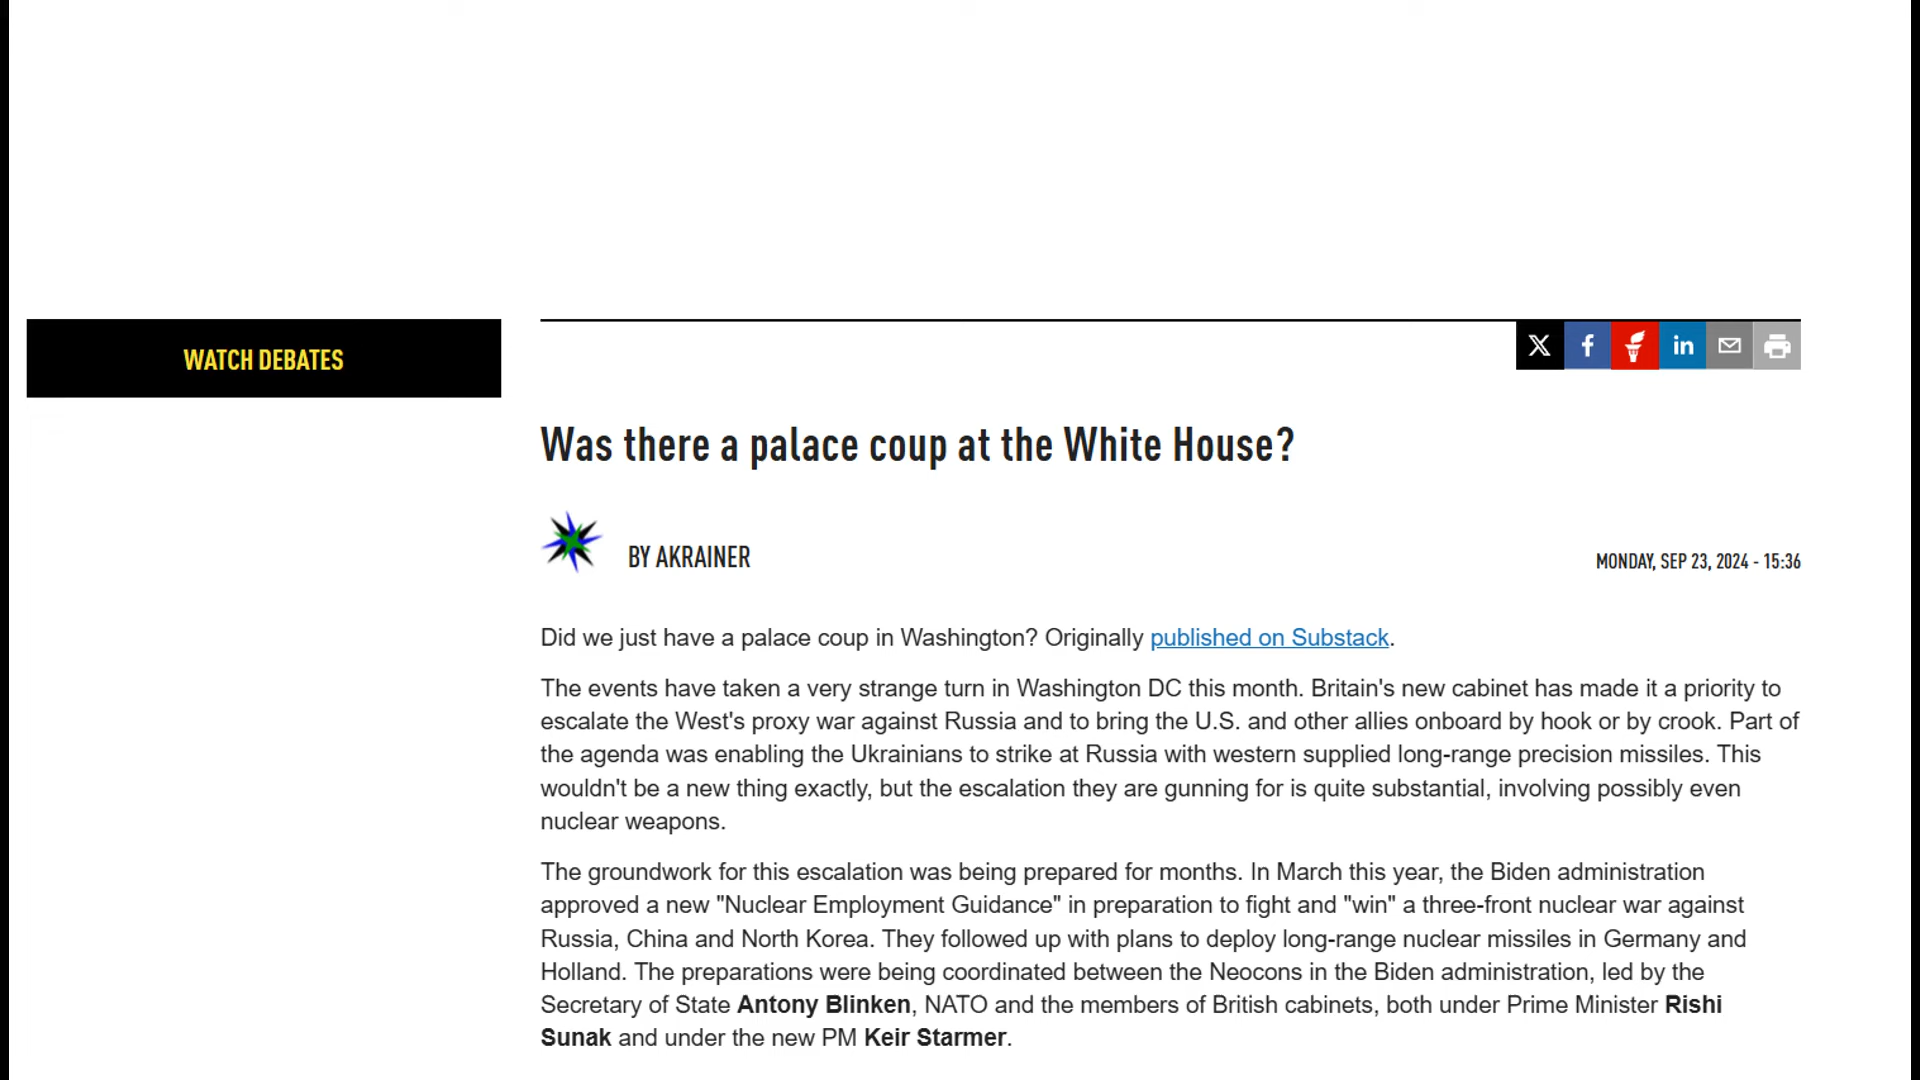 WATCH DEBATES
Was there a palace coup at the White House?
BY AKRAINER
MONDAY, SEP 23, 2024 - 15:36
Did we just have a palace coup in Washington? Originally published on Substack.
The events have taken a very strange turn in Washington DC this month. Britain's new cabinet has made it a priority to
escalate the West's proxy war against Russia and to bring the U.S. and other allies onboard by hook or by crook. Part of
the agenda was enabling the Ukrainians to strike at Russia with western supplied long-range precision missiles. This
wouldn't be a new thing exactly, but the escalation they are gunning for is quite substantial, involving possibly even
nuclear weapons.
The groundwork for this escalation was being prepared for months. In March this year, the Biden administration
approved a new "Nuclear Employment Guidance" in preparation to fight and "win" a three-front nuclear war against
Russia, China and North Korea. They followed up with plans to deploy long-range nuclear missiles in Germany and
Holland. The preparations were being coordinated between the Neocons in the Biden administration, led by the
Secretary of State Antony Blinken, NATO and the members of British cabinets, both under Prime Minister Rishi
Sunak and under the new PM Keir Starmer.